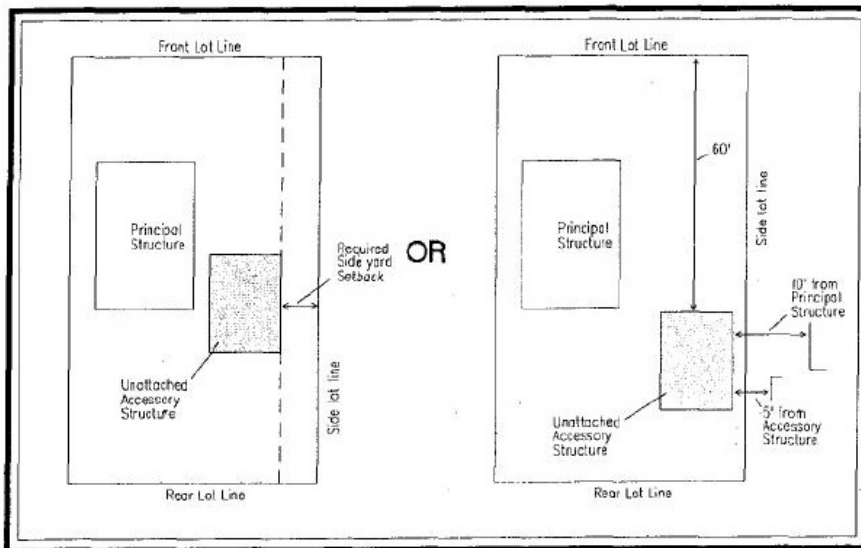 Front Lot Line
Principal
Structure
Required
Side yard
Setback
Unattached
Accessory
Structure
Side lot line
Rear Lot Line
OR
Front Lot Line
60'
Side lot line
Principal
Structure
10' from
Principal
Structure
Unattached
Accessory
Structure
5' from
Accessory
Structure
Rear Lot Line